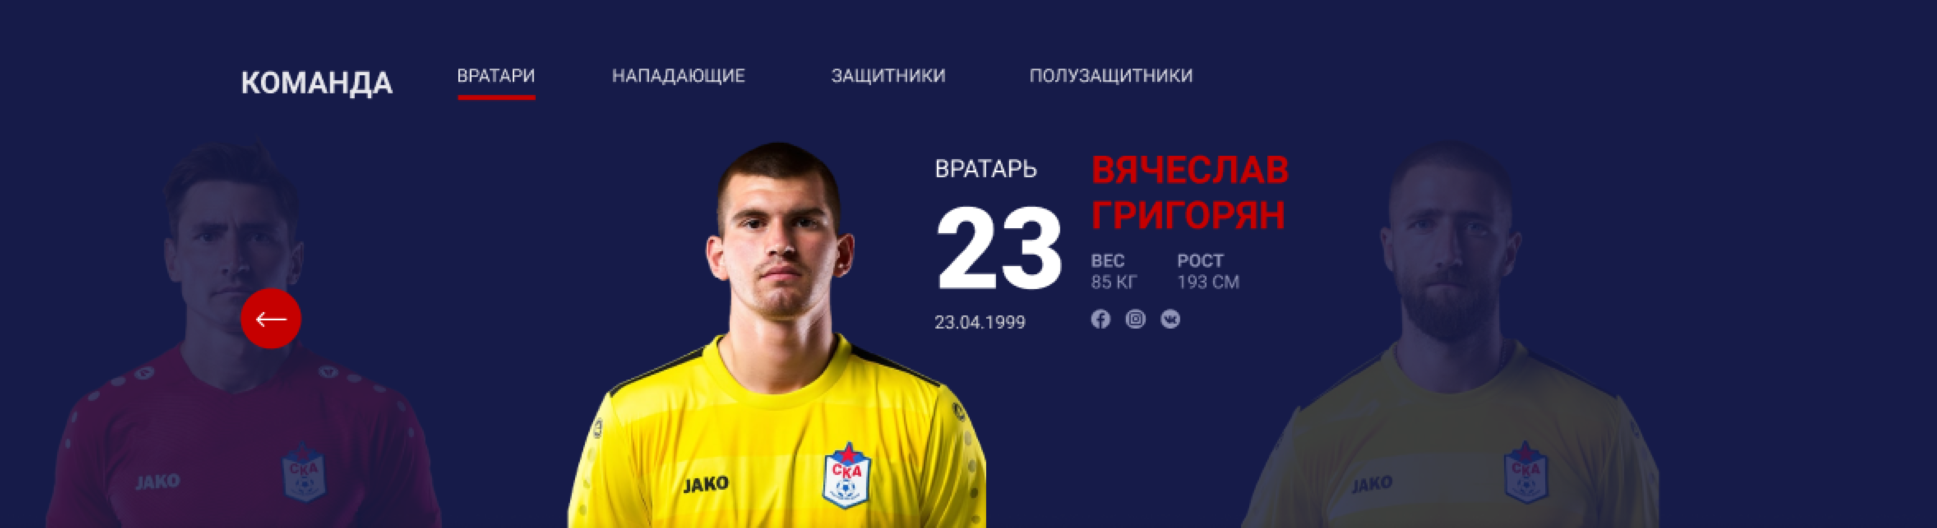 КОМАНДА
ВРАТАРИ
НАПАДАЮЩИЕ
ЗАЩИТНИКИ
ПОЛУЗАЩИТНИКИ
ВРАТАРЬ
23
23.04.1999
ВЯЧЕСЛАВ
ГРИГОРЯН
ВЕС
РОСТ
85 КГ
193 СМ
JAKO
СКА
JAKO
СКА
JAKO
СКА